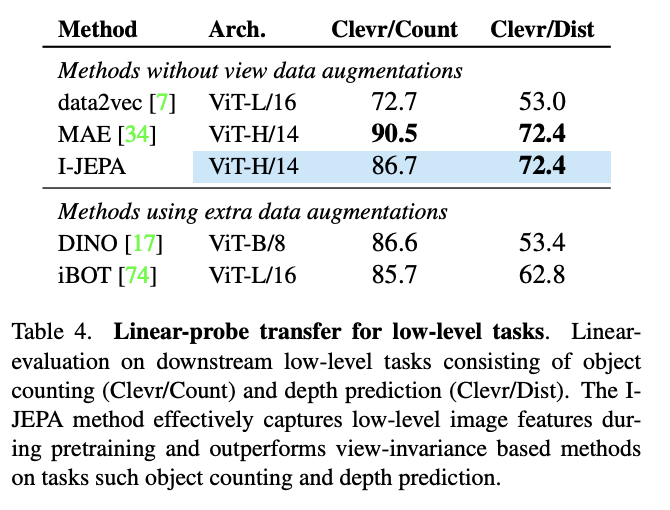 Method Arch. Clevr/Count Clevr/Dist
Methods without view data augmentations
data2vec [7] ViT-L/16 72.7 53.0
MAE [34] ViT-H/14 90.5 72.4
I-JEPA ViT-H/14 86.7 72.4
Methods using extra data augmentations
DINO [17] ViT-B/8 86.6 53.4
iBOT [74] ViT-L/16 85.7 62.8
Table 4. Linear-probe transfer for low-level tasks. Linear-
evaluation on downstream low-level tasks consisting of object
counting (Clevr/Count) and depth prediction (Clevr/Dist). The I-
JEPA method effectively captures low-level image features dur-
ing pretraining and outperforms view-invariance based methods
on tasks such object counting and depth prediction.